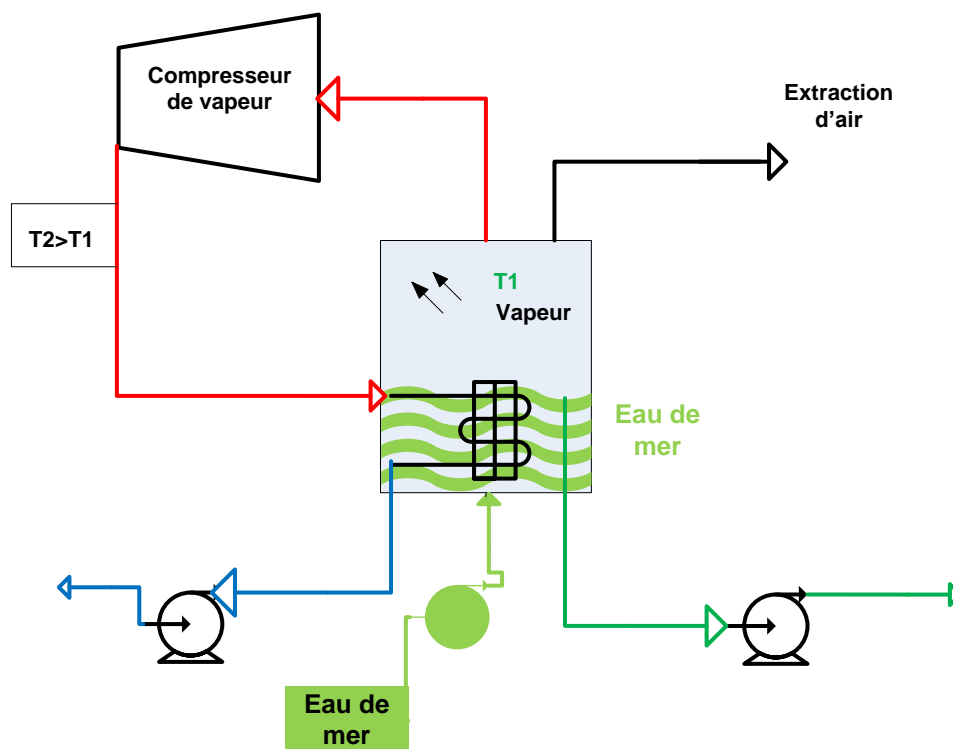 Compresseur
de vapeur
Extraction
d’air
T2>T1
T1
Vapeur
Eau de
mer
Eau de
mer